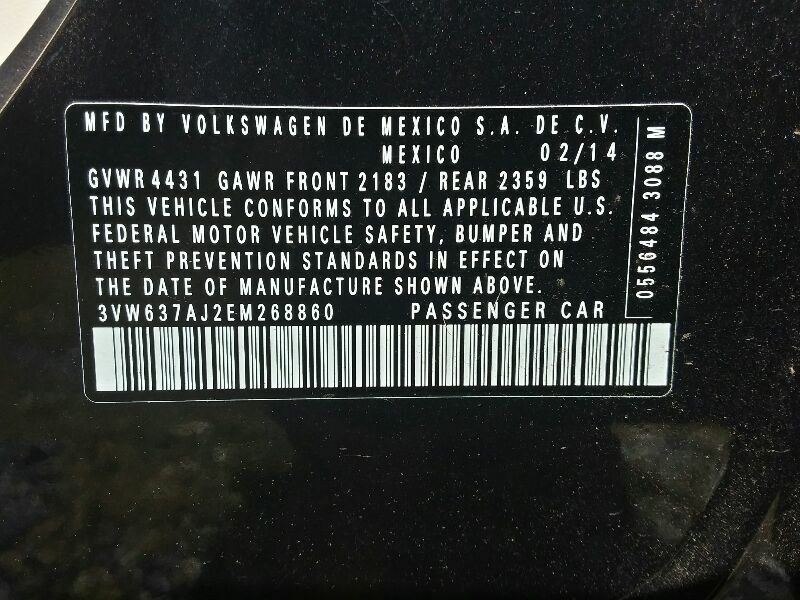 MFD BY VOLKSWAGEN DE MEXICO S.A. DE C.V.
MEXICO 02/14
GVWR 4431 GAWR FRONT 2183 / REAR 2359 LBS
THIS VEHICLE CONFORMS TO ALL APPLICABLE U.S.
FEDERAL MOTOR VEHICLE SAFETY, BUMPER AND
THEFT PREVENTION STANDARDS IN EFFECT ON
THE DATE OF MANUFACTURE SHOWN ABOVE.
3VW637AJ2EM268860 PASSENGER CAR
0556484 3088 M